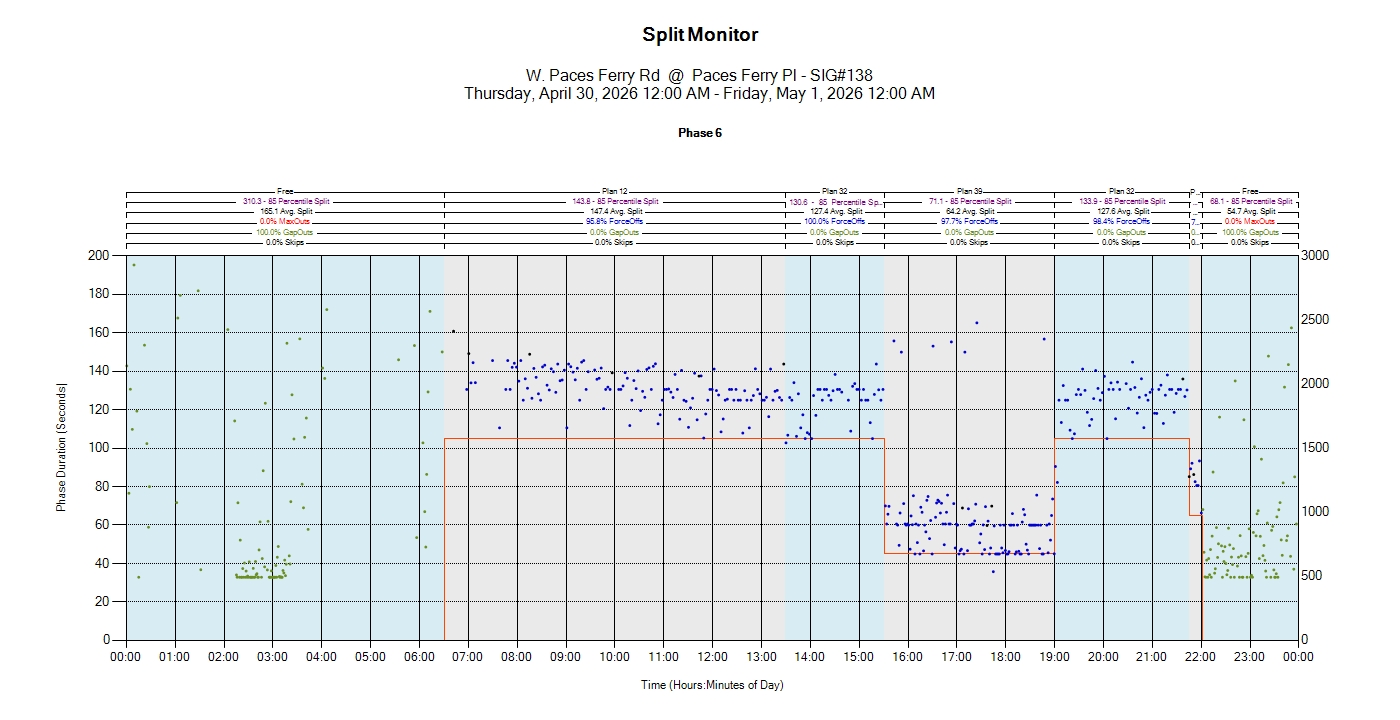 Split Monitor
W. Paces Ferry Rd @ Paces Ferry Pl - SIG#138
Thursday, April 30, 2026 12:00 AM - Friday, May 1, 2026 12:00 AM
Phase 6
Free Plan 12 Plan 32 Plan 39 Plan 32 P... Free
310.3 - 85 Percentile Split 143.8 - 85 Percentile Split 130.6 - 85 Percentile Sp... 71.1 - 85 Percentile Split 133.9 - 85 Percentile Split 68.1 - 85 Percentile Split
165.1 Avg. Split 147.4 Avg. Split 127.4 Avg. Split 64.2 Avg. Split 127.6 Avg. Split 54.7 Avg. Split
0.0% MaxOuts 95.8% ForceOffs 100.0% ForceOffs 97.7% ForceOffs 98.4% ForceOffs 7... 0.0% MaxOuts
100.0% GapOuts 0.0% GapOuts 0.0% GapOuts 0.0% GapOuts 0.0% GapOuts 0... 100.0% GapOuts
0.0% Skips 0.0% Skips 0.0% Skips 0.0% Skips 0.0% Skips 0... 0.0% Skips
200 3000
180
160 2500
140
120 2000
100 1500
80
60 1000
40 500
20
0 0
Phase Duration [Seconds]
00:00 01:00 02:00 03:00 04:00 05:00 06:00 07:00 08:00 09:00 10:00 11:00 12:00 13:00 14:00 15:00 16:00 17:00 18:00 19:00 20:00 21:00 22:00 23:00 00:00
Time (Hours:Minutes of Day)